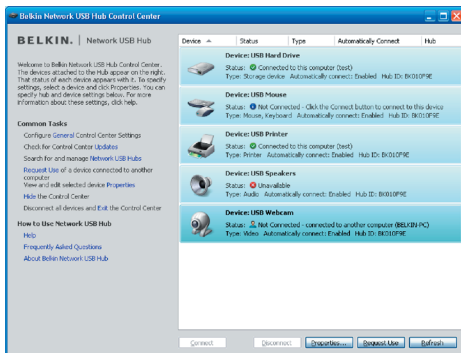 Belkin Network USB Hub Control Center
BELKIN. | Network USB Hub
Welcome to Belkin Network USB Hub Control Center.
The devices attached to the Hub appear on the right.
That status of each device appears with it. To specify
settings, select a device and click Properties. You can
specify hub and device settings below. For more
information about these settings, click help.
Common Tasks
Configure General Control Center Settings
Check for Control Center Updates
Search for and manage Network USB Hubs
Request Use of a device connected to another
computer
View and edit selected device Properties
Hide the Control Center
Disconnect all devices and Exit the Control Center
How to Use Network USB Hub
Help
Frequently Asked Questions
About Belkin Network USB Hub
Device Status Type Automatically Connect Hub
Device: USB Hard Drive
Status: Connected to this computer (test)
Type: Storage device Automatically connect: Enabled Hub ID: BK010F9E
Device: USB Mouse
Status: Not Connected - Click the Connect button to connect to this device
Type: Mouse, Keyboard Automatically connect: Enabled Hub ID: BK010F9E
Device: USB Printer
Status: Connected to this computer (test)
Type: Printer Automatically connect: Enabled Hub ID: BK010F9E
Device: USB Speakers
Status: Unavailable
Type: Audio Automatically connect: Enabled Hub ID: BK010F9E
Device: USB Webcam
Status: Not Connected - connected to another computer (BELKIN-PC)
Type: Video Automatically connect: Enabled Hub ID: BK010F9E
Connect Disconnect Properties... Request Use Refresh